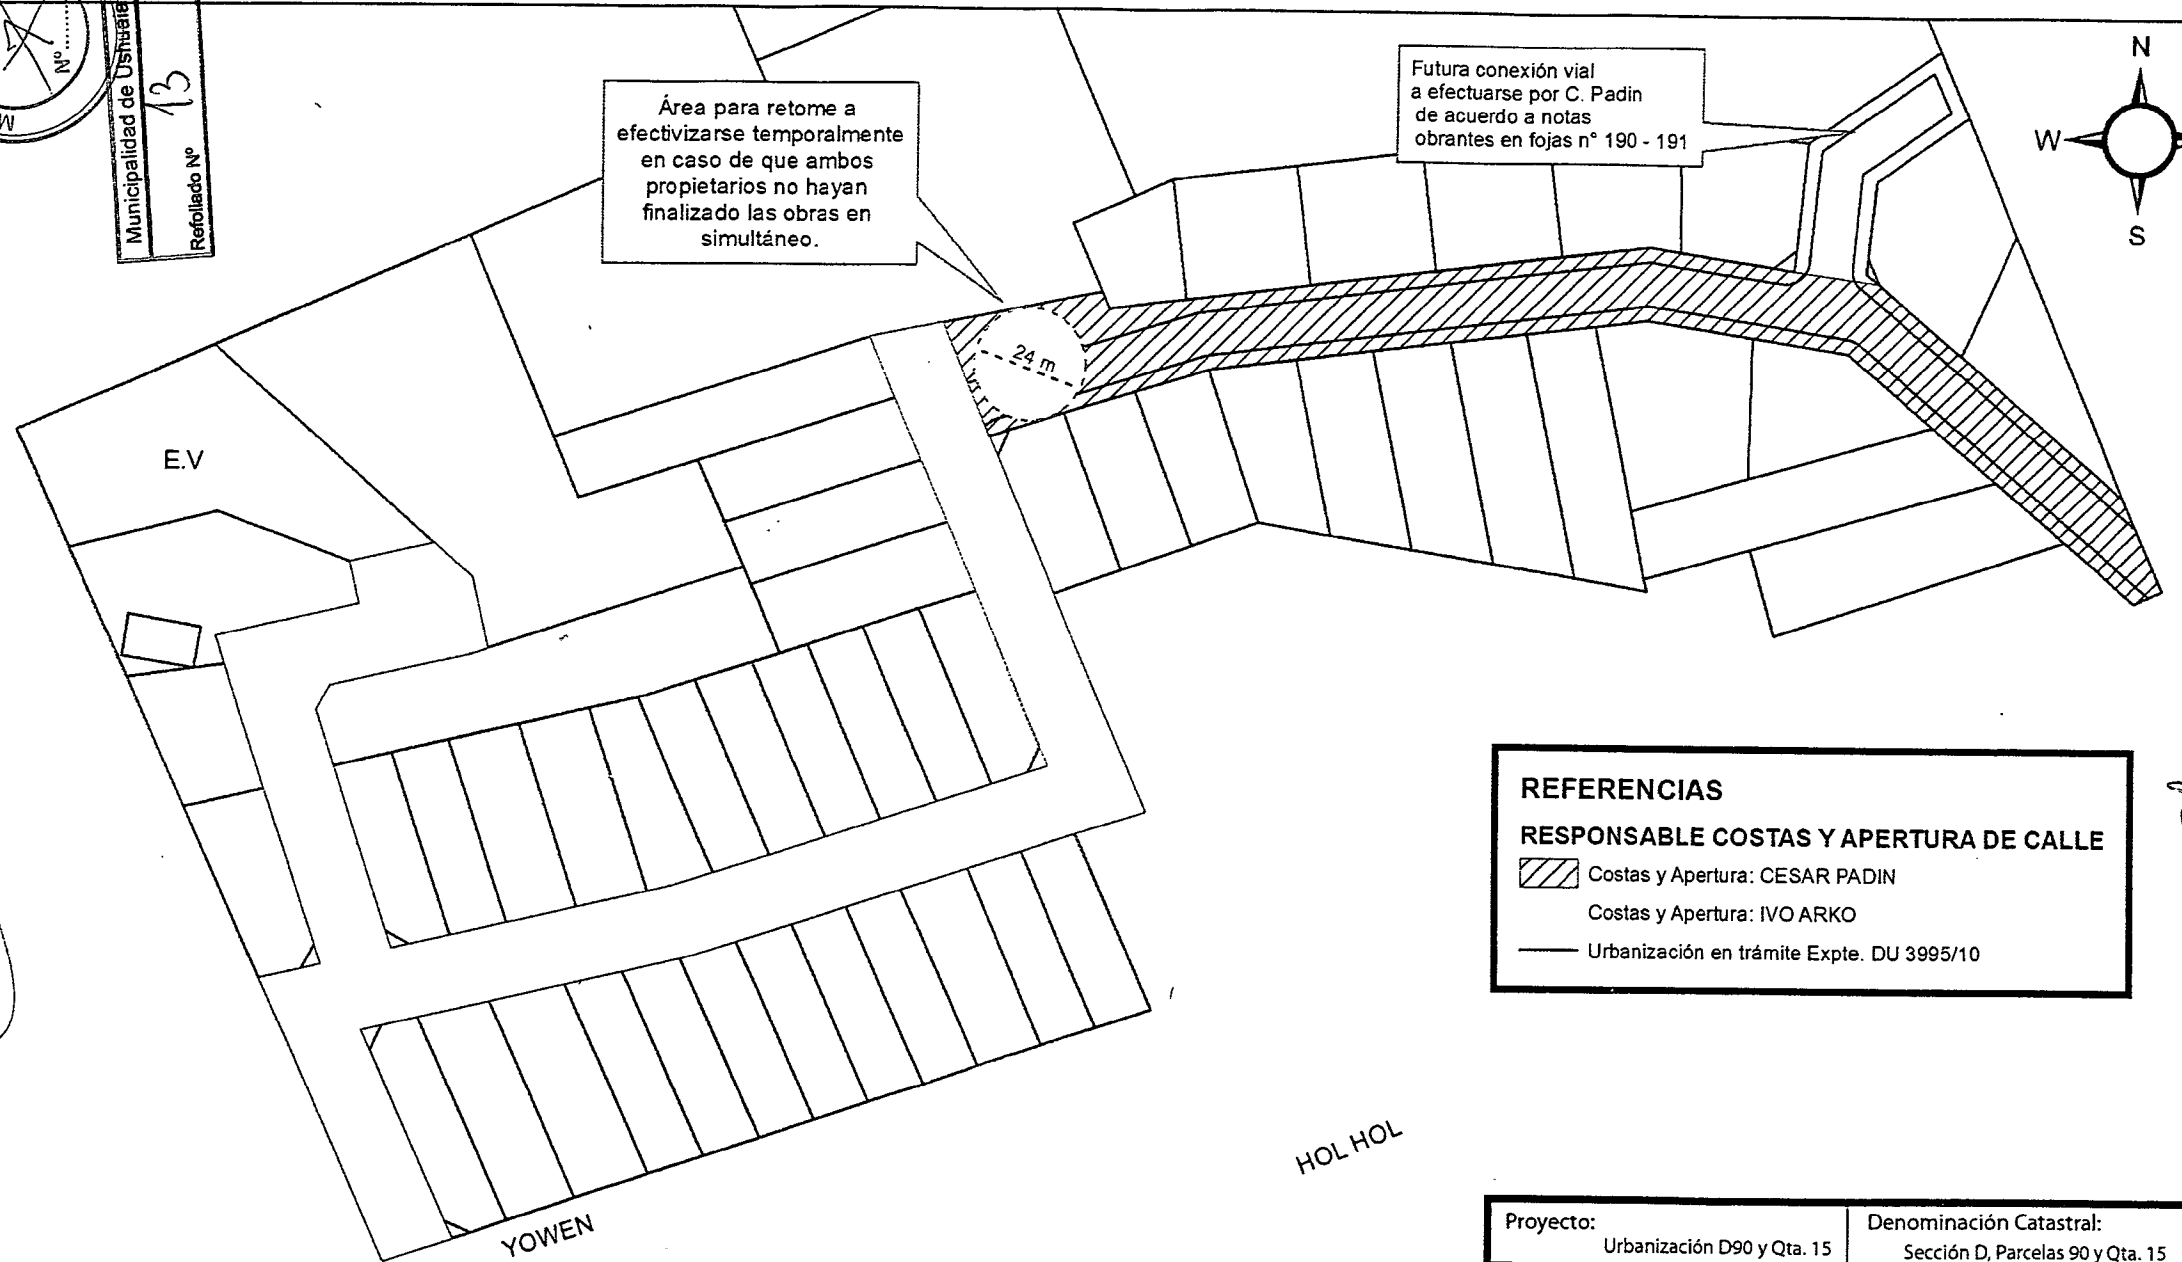 Nº
Municipalidad de Ushuaia
13
Refoliado Nº
Área para retome a
efectivizarse temporalmente
en caso de que ambos
propietarios no hayan
finalizado las obras en
simultáneo.
Futura conexión vial
a efectuarse por C. Padin
de acuerdo a notas
obrantes en fojas n° 190 - 191
N
W
S
24 m
E.V
REFERENCIAS
RESPONSABLE COSTAS Y APERTURA DE CALLE
Costas y Apertura: CESAR PADIN
Costas y Apertura: IVO ARKO
Urbanización en trámite Expte. DU 3995/10
HOL HOL
YOWEN
Proyecto:
Urbanización D90 y Qta. 15
Denominación Catastral:
Sección D, Parcelas 90 y Qta. 15